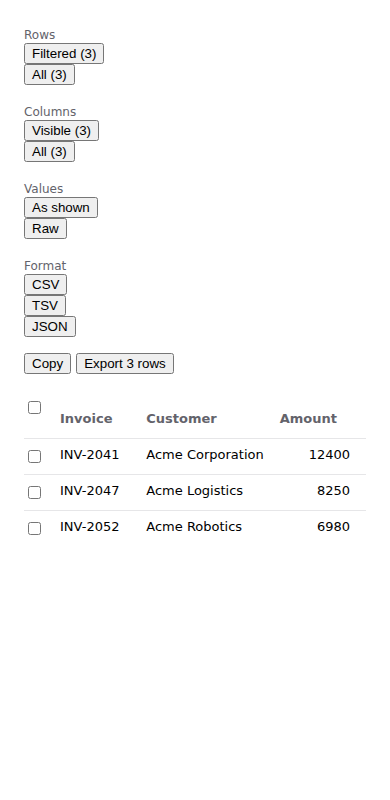 Rows
Filtered (3)
All (3)
Columns
Visible (3)
All (3)
Values
As shown
Raw
Format
CSV
TSV
JSON
Copy Export 3 rows
Invoice Customer Amount
INV-2041 Acme Corporation 12400
INV-2047 Acme Logistics 8250
INV-2052 Acme Robotics 6980